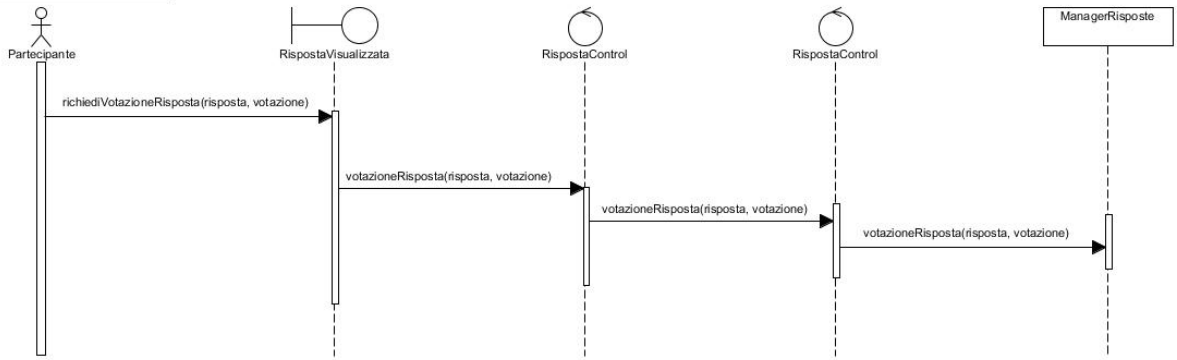 ManagerRisposte
Partecipante
RispostaVisualizzata
RispostaControl
RispostaControl
richiediVotazioneRisposta(risposta, votazione)
votazioneRisposta(risposta, votazione)
votazioneRisposta(risposta, votazione)
votazioneRisposta(risposta, votazione)